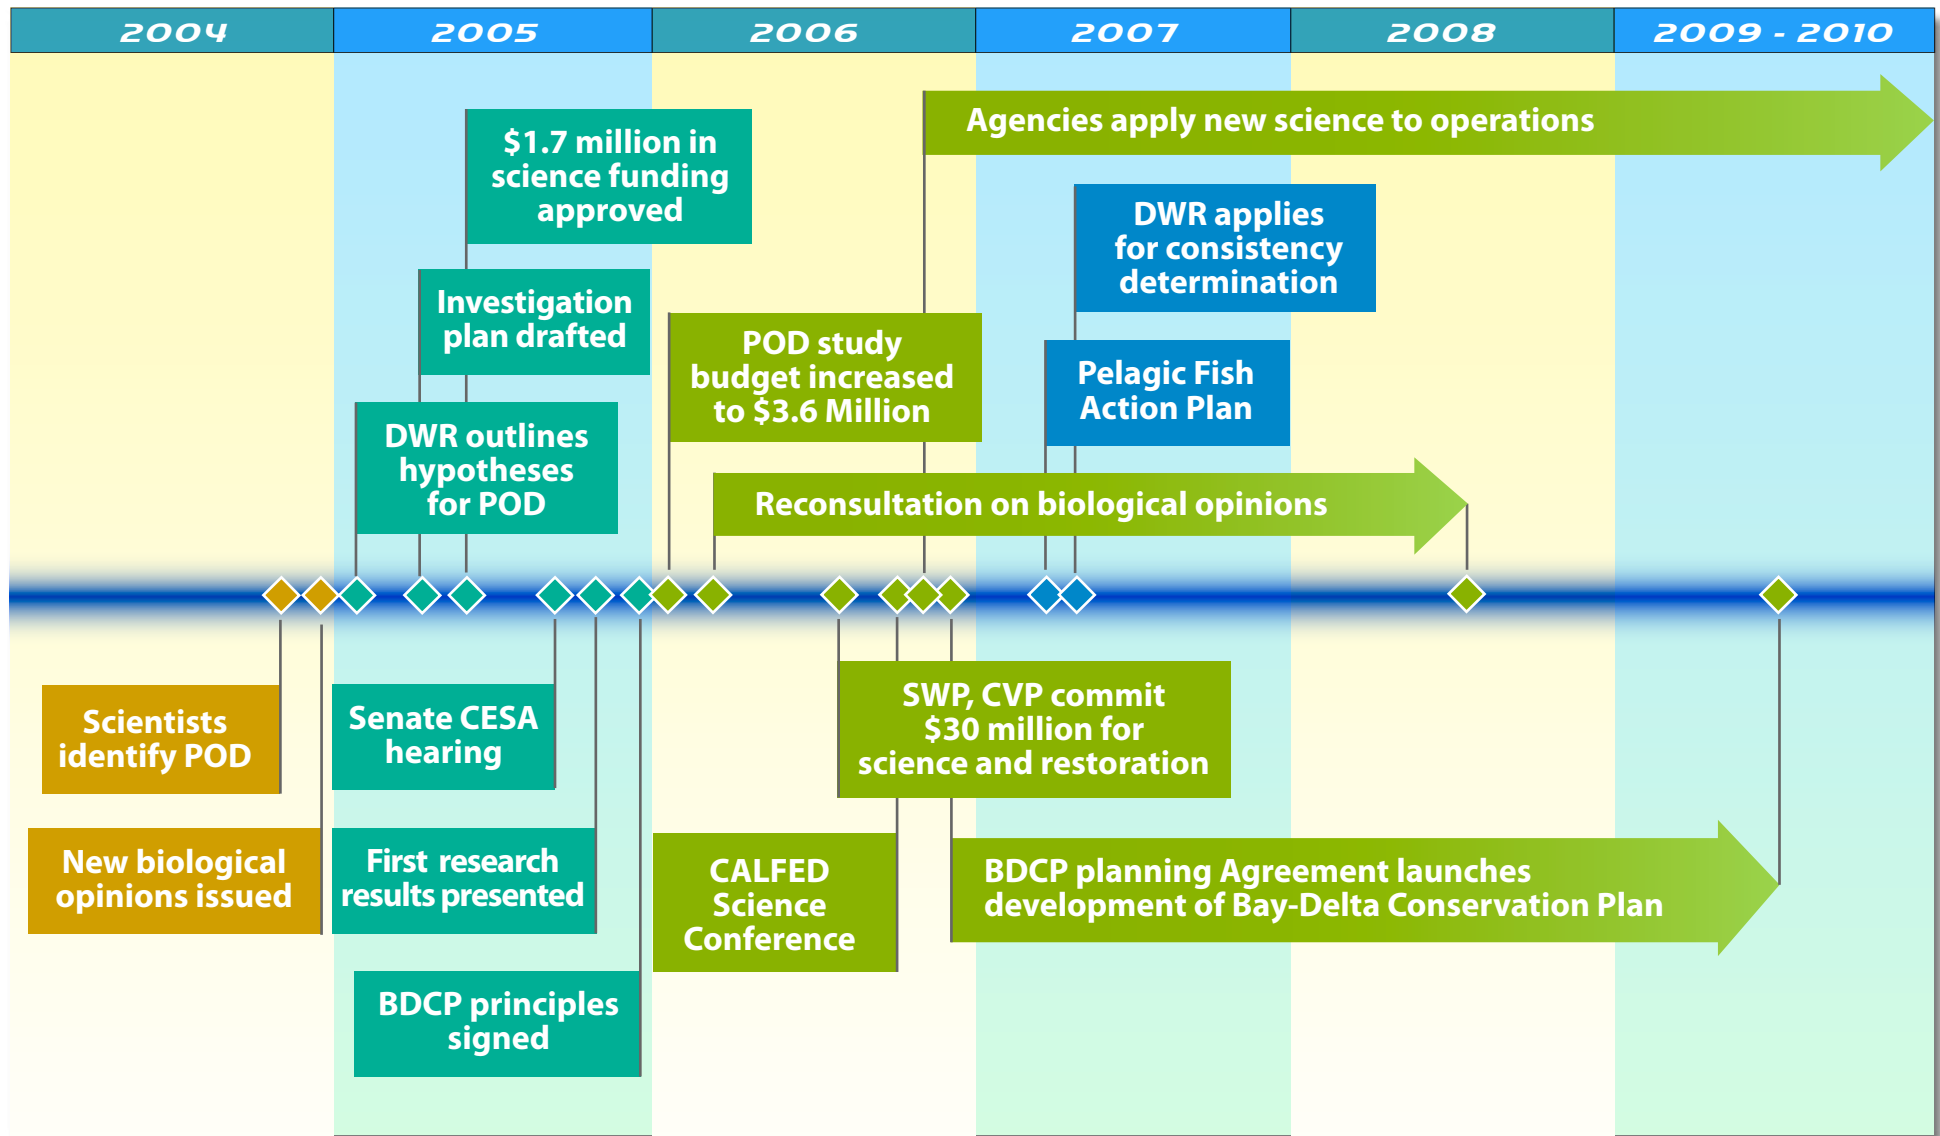 2004
2005
2006
2007
2008
2009 - 2010
Agencies apply new science to operations
$1.7 million in
science funding
approved
DWR applies
for consistency
determination
Investigation
plan drafted
POD study
budget increased
to $3.6 Million
Pelagic Fish
Action Plan
DWR outlines
hypotheses
for POD
Reconsultation on biological opinions
Scientists
identify POD
Senate CESA
hearing
SWP, CVP commit
$30 million for
science and restoration
New biological
opinions issued
First research
results presented
CALFED
Science
Conference
BDCP planning Agreement launches
development of Bay-Delta Conservation Plan
BDCP principles
signed